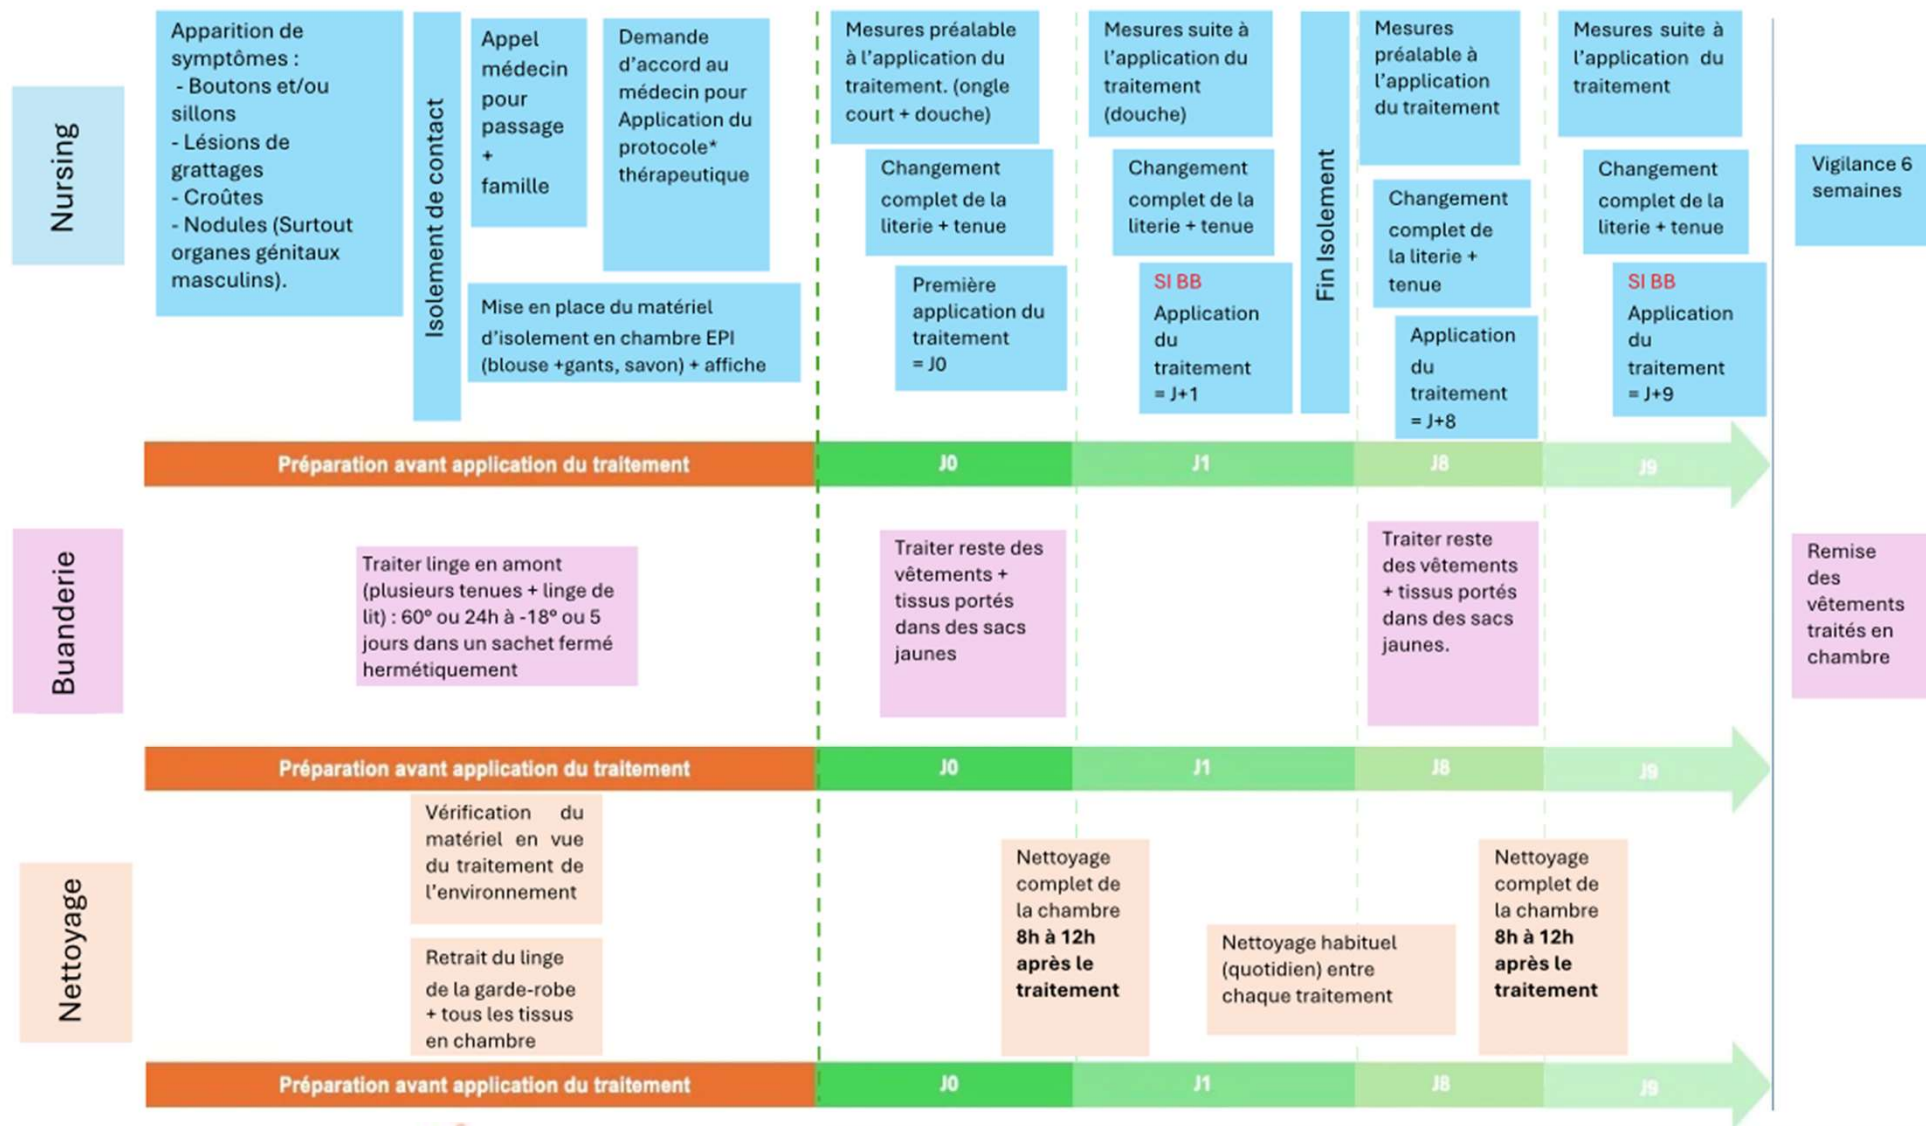 Nursing
Apparition de
symptômes :
- Boutons et/ou
sillons
- Lésions de
grattages
- Croûtes
- Nodules (Surtout
organes génitaux
masculins).
Isolement de contact
Appel
médecin
pour
passage
+
famille
Demande
d’accord au
médecin pour
Application du
protocole*
thérapeutique
Mise en place du matériel
d’isolement en chambre EPI
(blouse +gants, savon) + affiche
Mesures préalable
à l’application du
traitement. (ongle
court + douche)
Changement
complet de la
literie + tenue
Première
application du
traitement
= J0
Mesures suite à
l’application du
traitement
(douche)
Changement
complet de la
literie + tenue
SI BB
Application
du
traitement
= J+1
Fin Isolement
Mesures
préalable à
l’application
du traitement
Changement
complet de
la literie +
tenue
Application
du
traitement
= J+8
Mesures suite à
l’application du
traitement
Changement
complet de la
literie + tenue
SI BB
Application
du
traitement
= J+9
Vigilance 6
semaines
Préparation avant application du traitement
J0
J1
J8
J9
Buanderie
Traiter linge en amont
(plusieurs tenues + linge de
lit) : 60° ou 24h à -18° ou 5
jours dans un sachet fermé
hermétiquement
Traiter reste des
vêtements +
tissus portés
dans des sacs
jaunes
Traiter reste
des vêtements
+ tissus portés
dans des sacs
jaunes.
Remise
des
vêtements
traités en
chambre
Préparation avant application du traitement
J0
J1
J8
J9
Nettoyage
Vérification du
matériel en vue
du traitement de
l’environnement
Retrait du linge
de la garde-robe
+ tous les tissus
en chambre
Nettoyage
complet de
la chambre
8h à 12h
après le
traitement
Nettoyage habituel
(quotidien) entre
chaque traitement
Nettoyage
complet de
la chambre
8h à 12h
après le
traitement
Préparation avant application du traitement
J0
J1
J8
J9